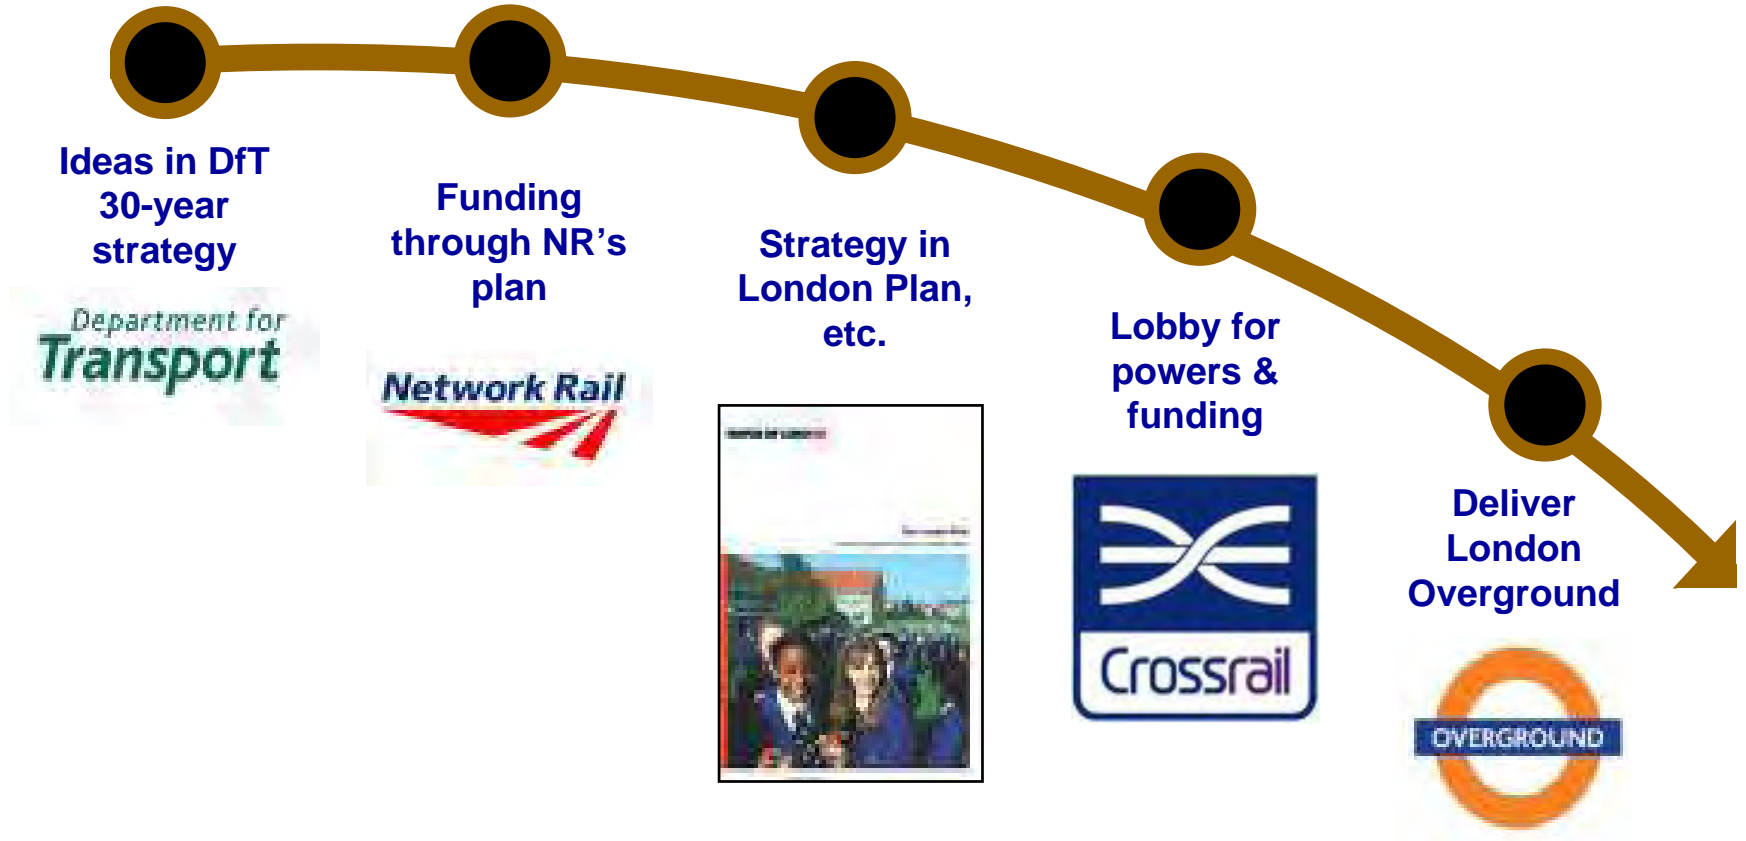 Ideas in DfT
30-year
strategy
Department for
Transport
Funding
through NR’s
plan
Network Rail
Strategy in
London Plan,
etc.
Lobby for
powers &
funding
Crossrail
Deliver
London
Overground
OVERGROUND